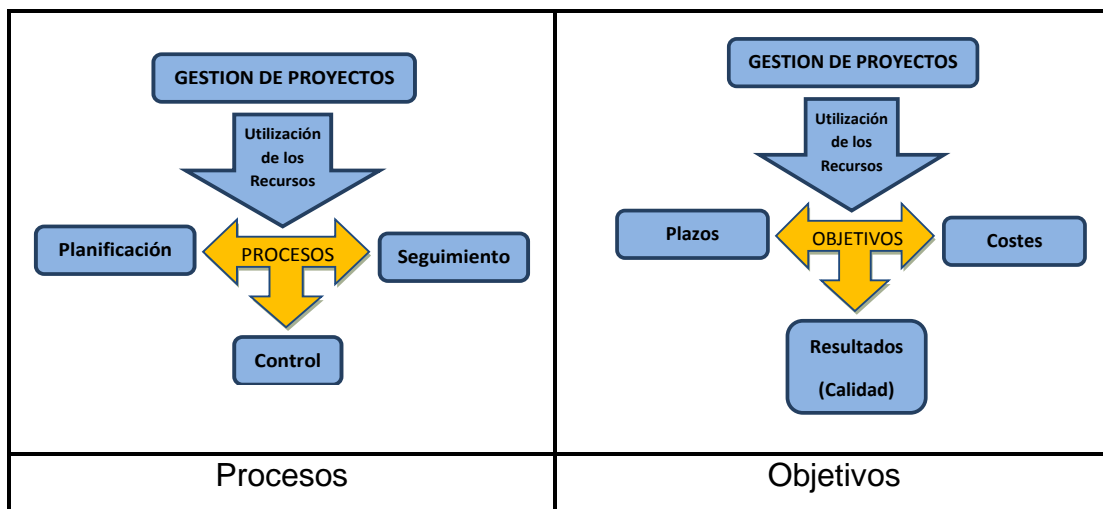 GESTION DE PROYECTOS
Utilización
de los
Recursos
Planificación
PROCESOS
Seguimiento
Control
Procesos
GESTION DE PROYECTOS
Utilización
de los
Recursos
Plazos
OBJETIVOS
Costes
Resultados
(Calidad)
Objetivos